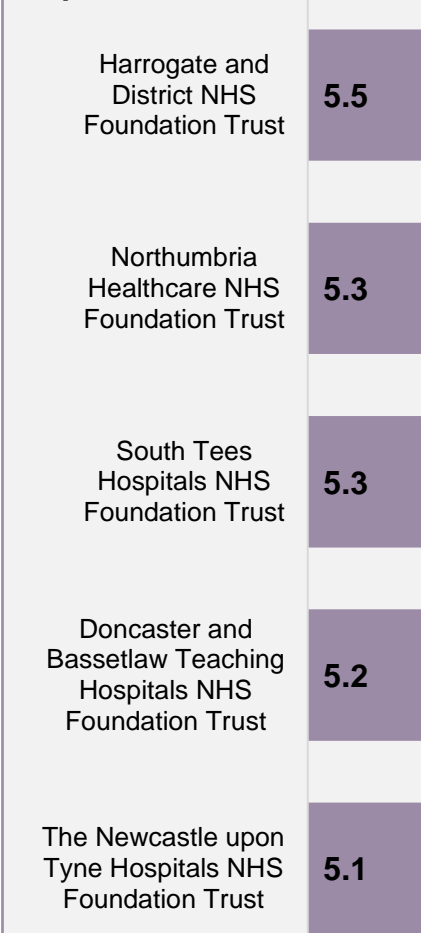 Harrogate and
District NHS
Foundation Trust
5.5
Northumbria
Healthcare NHS
Foundation Trust
5.3
South Tees
Hospitals NHS
Foundation Trust
5.3
Doncaster and
Bassetlaw Teaching
Hospitals NHS
Foundation Trust
5.2
The Newcastle upon
Tyne Hospitals NHS
Foundation Trust
5.1